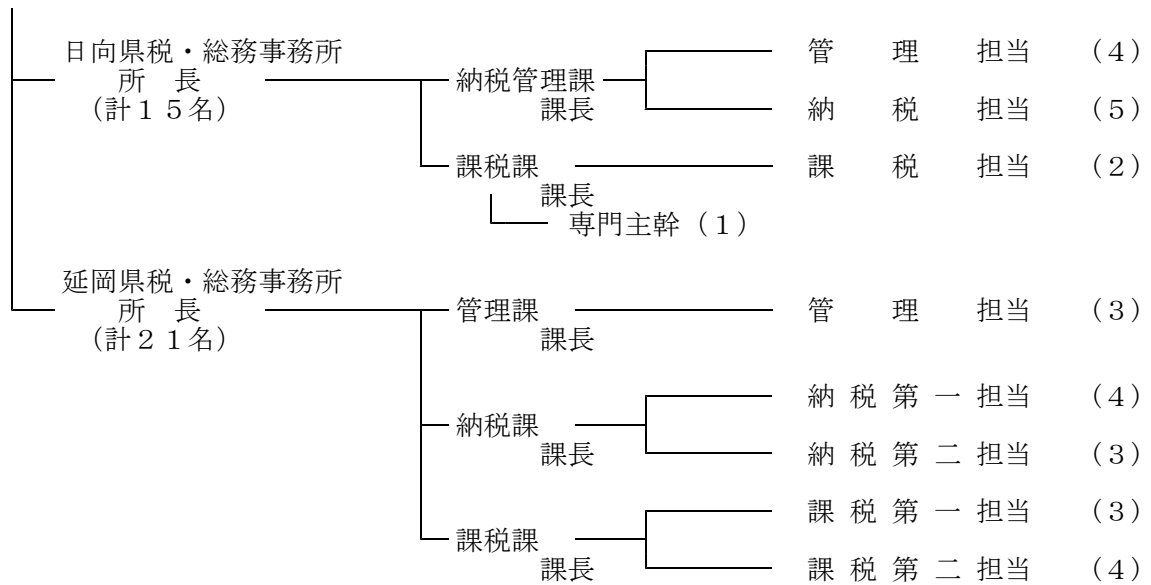 日向県税・総務事務所
所　長
（計１５名）
納税管理課
課長
管　　理　　担当　（４）
納　　税　　担当　（５）
課税課
課長
専門主幹（１）
課　　税　　担当　（２）
延岡県税・総務事務所
所　長
（計２１名）
管理課
課長
管　　理　　担当　（３）
納税課
課長
納 税 第 一 担当　（４）
納 税 第 二 担当　（３）
課税課
課長
課 税 第 一 担当　（３）
課 税 第 二 担当　（４）